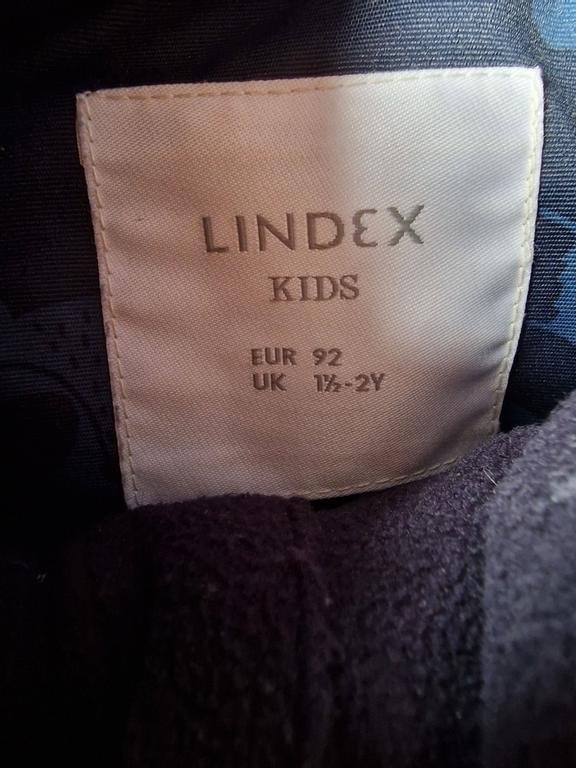 LINDEX
KIDS
EUR 92
UK 1½-2Y